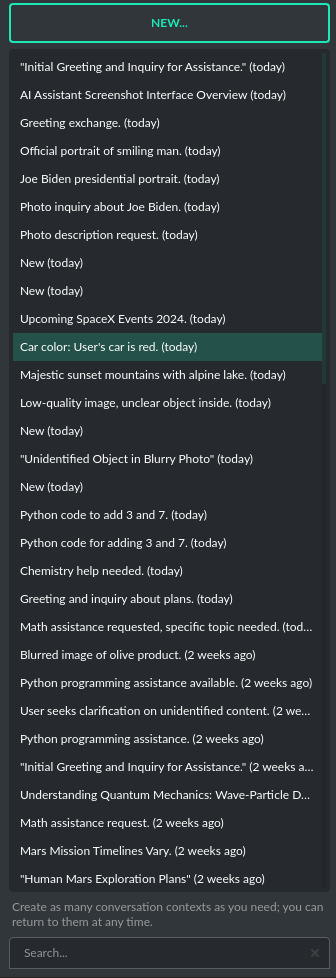 NEW...
"Initial Greeting and Inquiry for Assistance." (today)
AI Assistant Screenshot Interface Overview (today)
Greeting exchange. (today)
Official portrait of smiling man. (today)
Joe Biden presidential portrait. (today)
Photo inquiry about Joe Biden. (today)
Photo description request. (today)
New (today)
New (today)
Upcoming SpaceX Events 2024. (today)
Car color: User's car is red. (today)
Majestic sunset mountains with alpine lake. (today)
Low-quality image, unclear object inside. (today)
New (today)
"Unidentified Object in Blurry Photo" (today)
New (today)
Python code to add 3 and 7. (today)
Python code for adding 3 and 7. (today)
Chemistry help needed. (today)
Greeting and inquiry about plans. (today)
Math assistance requested, specific topic needed. (tod...
Blurred image of olive product. (2 weeks ago)
Python programming assistance available. (2 weeks ago)
User seeks clarification on unidentified content. (2 we...
Python programming assistance. (2 weeks ago)
"Initial Greeting and Inquiry for Assistance." (2 weeks a...
Understanding Quantum Mechanics: Wave-Particle D...
Math assistance request. (2 weeks ago)
Mars Mission Timelines Vary. (2 weeks ago)
"Human Mars Exploration Plans" (2 weeks ago)
Create as many conversation contexts as you need; you can
return to them at any time.
Search...